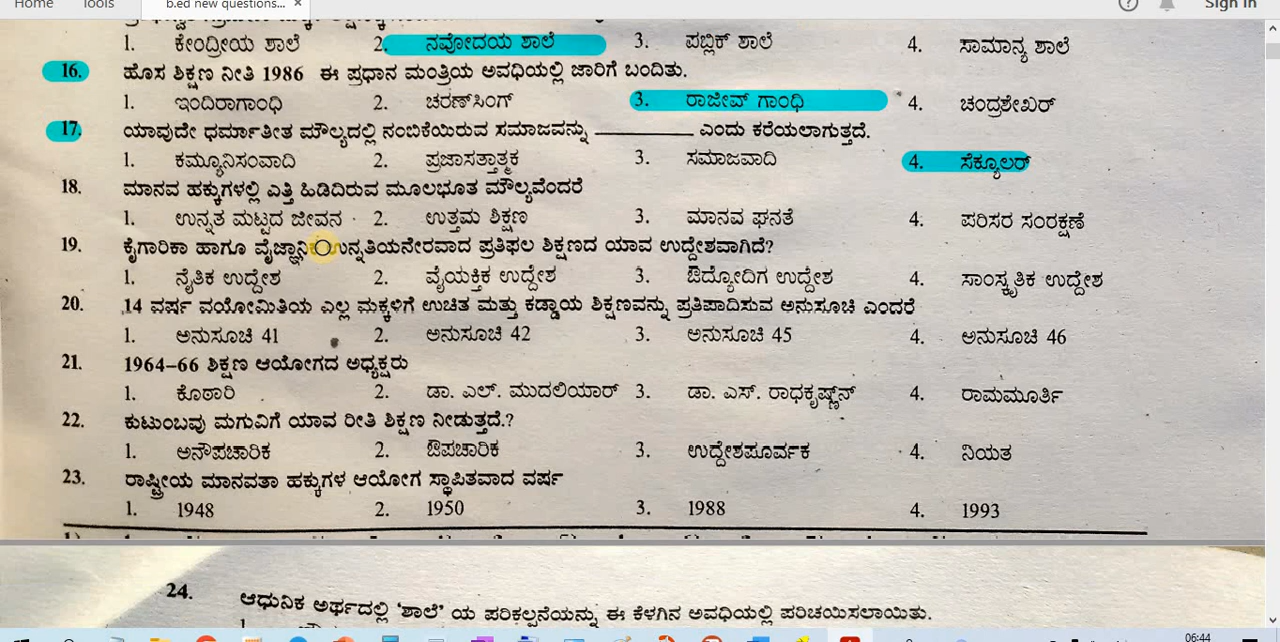 Home Tools b.ed new questions... × Sign In
1. ಕೇಂದ್ರೀಯ ಶಾಲೆ 2. ನವೋದಯ ಶಾಲೆ 3. ಪಬ್ಲಿಕ್ ಶಾಲೆ 4. ಸಾಮಾನ್ಯ ಶಾಲೆ
16. ಹೊಸ ಶಿಕ್ಷಣ ನೀತಿ 1986 ಈ ಪ್ರಧಾನ ಮಂತ್ರಿಯ ಅವಧಿಯಲ್ಲಿ ಜಾರಿಗೆ ಬಂದಿತು.
1. ಇಂದಿರಾಗಾಂಧಿ 2. ಚರಣ್‌ಸಿಂಗ್ 3. ರಾಜೀವ್ ಗಾಂಧಿ 4. ಚಂದ್ರಶೇಖರ್
17. ಯಾವುದೇ ಧರ್ಮಾತೀತ ಮೌಲ್ಯದಲ್ಲಿ ನಂಬಿಕೆಯಿರುವ ಸಮಾಜವನ್ನು ________ ಎಂದು ಕರೆಯಲಾಗುತ್ತದೆ.
1. ಕಮ್ಯೂನಿಸಂವಾದಿ 2. ಪ್ರಜಾಸತ್ತಾತ್ಮಕ 3. ಸಮಾಜವಾದಿ 4. ಸೆಕ್ಯೂಲರ್
18. ಮಾನವ ಹಕ್ಕುಗಳಲ್ಲಿ ಎತ್ತಿ ಹಿಡಿದಿರುವ ಮೂಲಭೂತ ಮೌಲ್ಯವೆಂದರೆ
1. ಉನ್ನತ ಮಟ್ಟದ ಜೀವನ 2. ಉತ್ತಮ ಶಿಕ್ಷಣ 3. ಮಾನವ ಘನತೆ 4. ಪರಿಸರ ಸಂರಕ್ಷಣೆ
19. ಕೈಗಾರಿಕಾ ಹಾಗೂ ವೈಜ್ಞಾನಿಕ ಉನ್ನತಿಯನೇರವಾದ ಪ್ರತಿಫಲ ಶಿಕ್ಷಣದ ಯಾವ ಉದ್ದೇಶವಾಗಿದೆ?
1. ನೈತಿಕ ಉದ್ದೇಶ 2. ವೈಯಕ್ತಿಕ ಉದ್ದೇಶ 3. ಔದ್ಯೋದಿಗ ಉದ್ದೇಶ 4. ಸಾಂಸ್ಕೃತಿಕ ಉದ್ದೇಶ
20. 14 ವರ್ಷ ವಯೋಮಿತಿಯ ಎಲ್ಲ ಮಕ್ಕಳಿಗೆ ಉಚಿತ ಮತ್ತು ಕಡ್ಡಾಯ ಶಿಕ್ಷಣವನ್ನು ಪ್ರತಿಪಾದಿಸುವ ಅನುಸೂಚಿ ಎಂದರೆ
1. ಅನುಸೂಚಿ 41 2. ಅನುಸೂಚಿ 42 3. ಅನುಸೂಚಿ 45 4. ಅನುಸೂಚಿ 46
21. 1964-66 ಶಿಕ್ಷಣ ಆಯೋಗದ ಅಧ್ಯಕ್ಷರು
1. ಕೊಠಾರಿ 2. ಡಾ. ಎಲ್. ಮುದಲಿಯಾರ್ 3. ಡಾ. ಎಸ್. ರಾಧಕೃಷ್ಣನ್ 4. ರಾಮಮೂರ್ತಿ
22. ಕುಟುಂಬವು ಮಗುವಿಗೆ ಯಾವ ರೀತಿ ಶಿಕ್ಷಣ ನೀಡುತ್ತದೆ.?
1. ಅನೌಪಚಾರಿಕ 2. ಔಪಚಾರಿಕ 3. ಉದ್ದೇಶಪೂರ್ವಕ 4. ನಿಯತ
23. ರಾಷ್ಟ್ರೀಯ ಮಾನವತಾ ಹಕ್ಕುಗಳ ಆಯೋಗ ಸ್ಥಾಪಿತವಾದ ವರ್ಷ
1. 1948 2. 1950 3. 1988 4. 1993
24. ಆಧುನಿಕ ಅರ್ಥದಲ್ಲಿ 'ಶಾಲೆ' ಯ ಪರಿಕಲ್ಪನೆಯನ್ನು ಈ ಕೆಳಗಿನ ಅವಧಿಯಲ್ಲಿ ಪರಿಚಯಿಸಲಾಯಿತು.
06:44